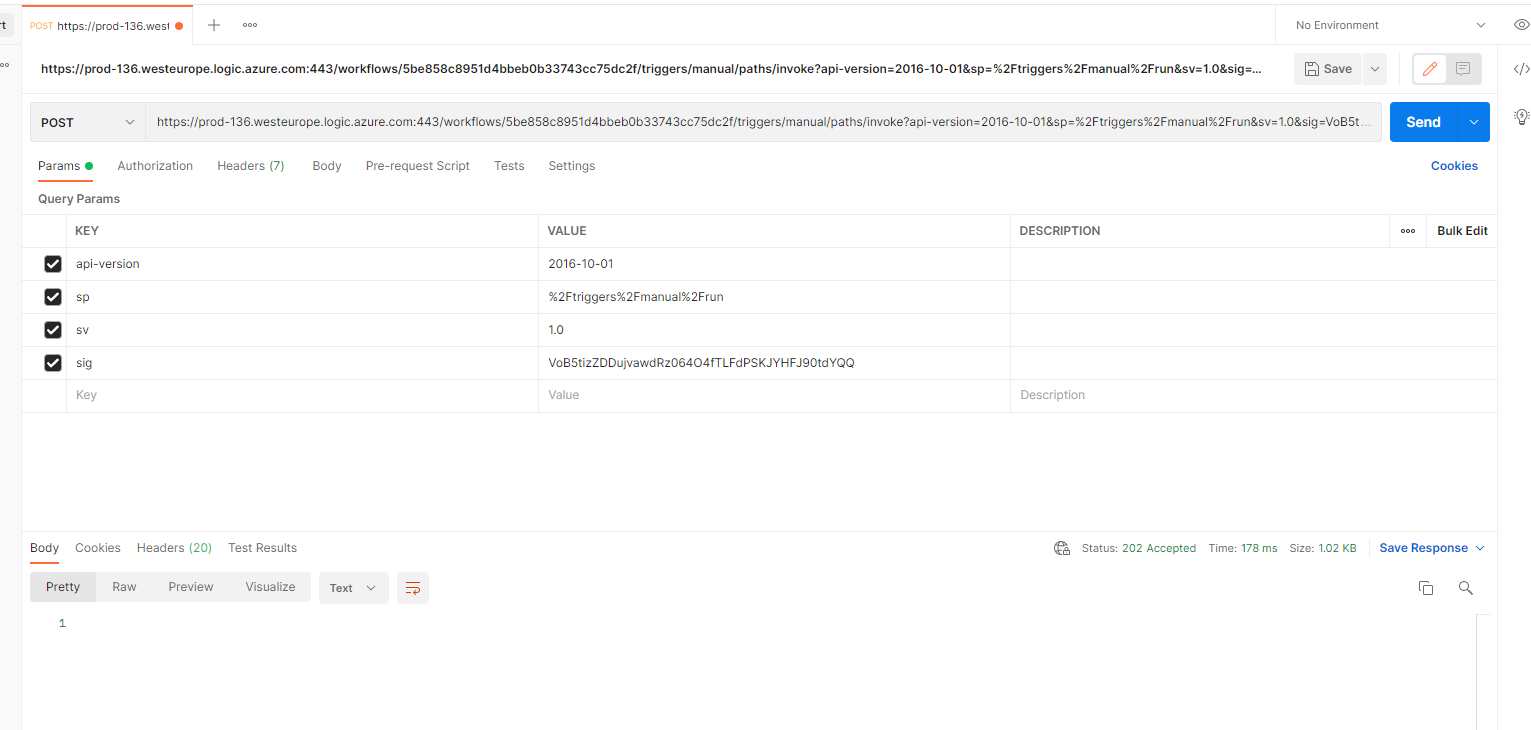 rt
POST https://prod-136.west
No Environment
https://prod-136.westeurope.logic.azure.com:443/workflows/5be858c8951d4bbeb0b33743cc75dc2f/triggers/manual/paths/invoke?api-version=2016-10-01&sp=%2Ftriggers%2Fmanual%2Frun&sv=1.0&sig=...
Save
POST https://prod-136.westeurope.logic.azure.com:443/workflows/5be858c8951d4bbeb0b33743cc75dc2f/triggers/manual/paths/invoke?api-version=2016-10-01&sp=%2Ftriggers%2Fmanual%2Frun&sv=1.0&sig=VoB5t...
Send
Params Authorization Headers (7) Body Pre-request Script Tests Settings Cookies
Query Params
KEY VALUE DESCRIPTION Bulk Edit
api-version 2016-10-01
sp %2Ftriggers%2Fmanual%2Frun
sv 1.0
sig VoB5tizZDDujvawdRz064O4fTLFdPSKJYHFJ90tdYQQ
Key Value Description
Body Cookies Headers (20) Test Results Status: 202 Accepted Time: 178 ms Size: 1.02 KB Save Response
Pretty Raw Preview Visualize Text
1